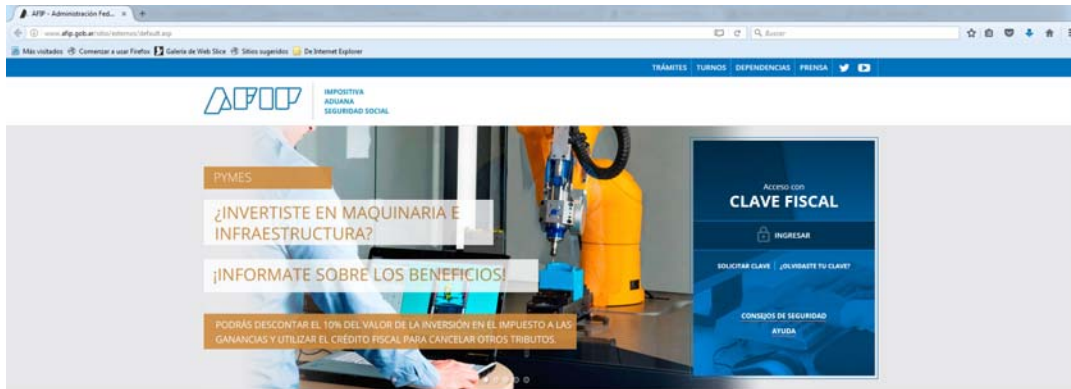 AFIP - Administración Fed...
www.afip.gob.ar/sitio/externos/default.asp
Buscar
Más visitados Comenzar a usar Firefox Galería de Web Slice Sitios sugeridos De Internet Explorer
TRÁMITES TURNOS DEPENDENCIAS PRENSA
AFIP
IMPOSITIVA
ADUANA
SEGURIDAD SOCIAL
PYMES
¿INVERTISTE EN MAQUINARIA E
INFRAESTRUCTURA?
¡INFORMATE SOBRE LOS BENEFICIOS!
PODRÁS DESCONTAR EL 10% DEL VALOR DE LA INVERSIÓN EN EL IMPUESTO A LAS
GANANCIAS Y UTILIZAR EL CRÉDITO FISCAL PARA CANCELAR OTROS TRIBUTOS.
Acceso con
CLAVE FISCAL
INGRESAR
SOLICITAR CLAVE ¿OLVIDASTE TU CLAVE?
CONSEJOS DE SEGURIDAD
AYUDA